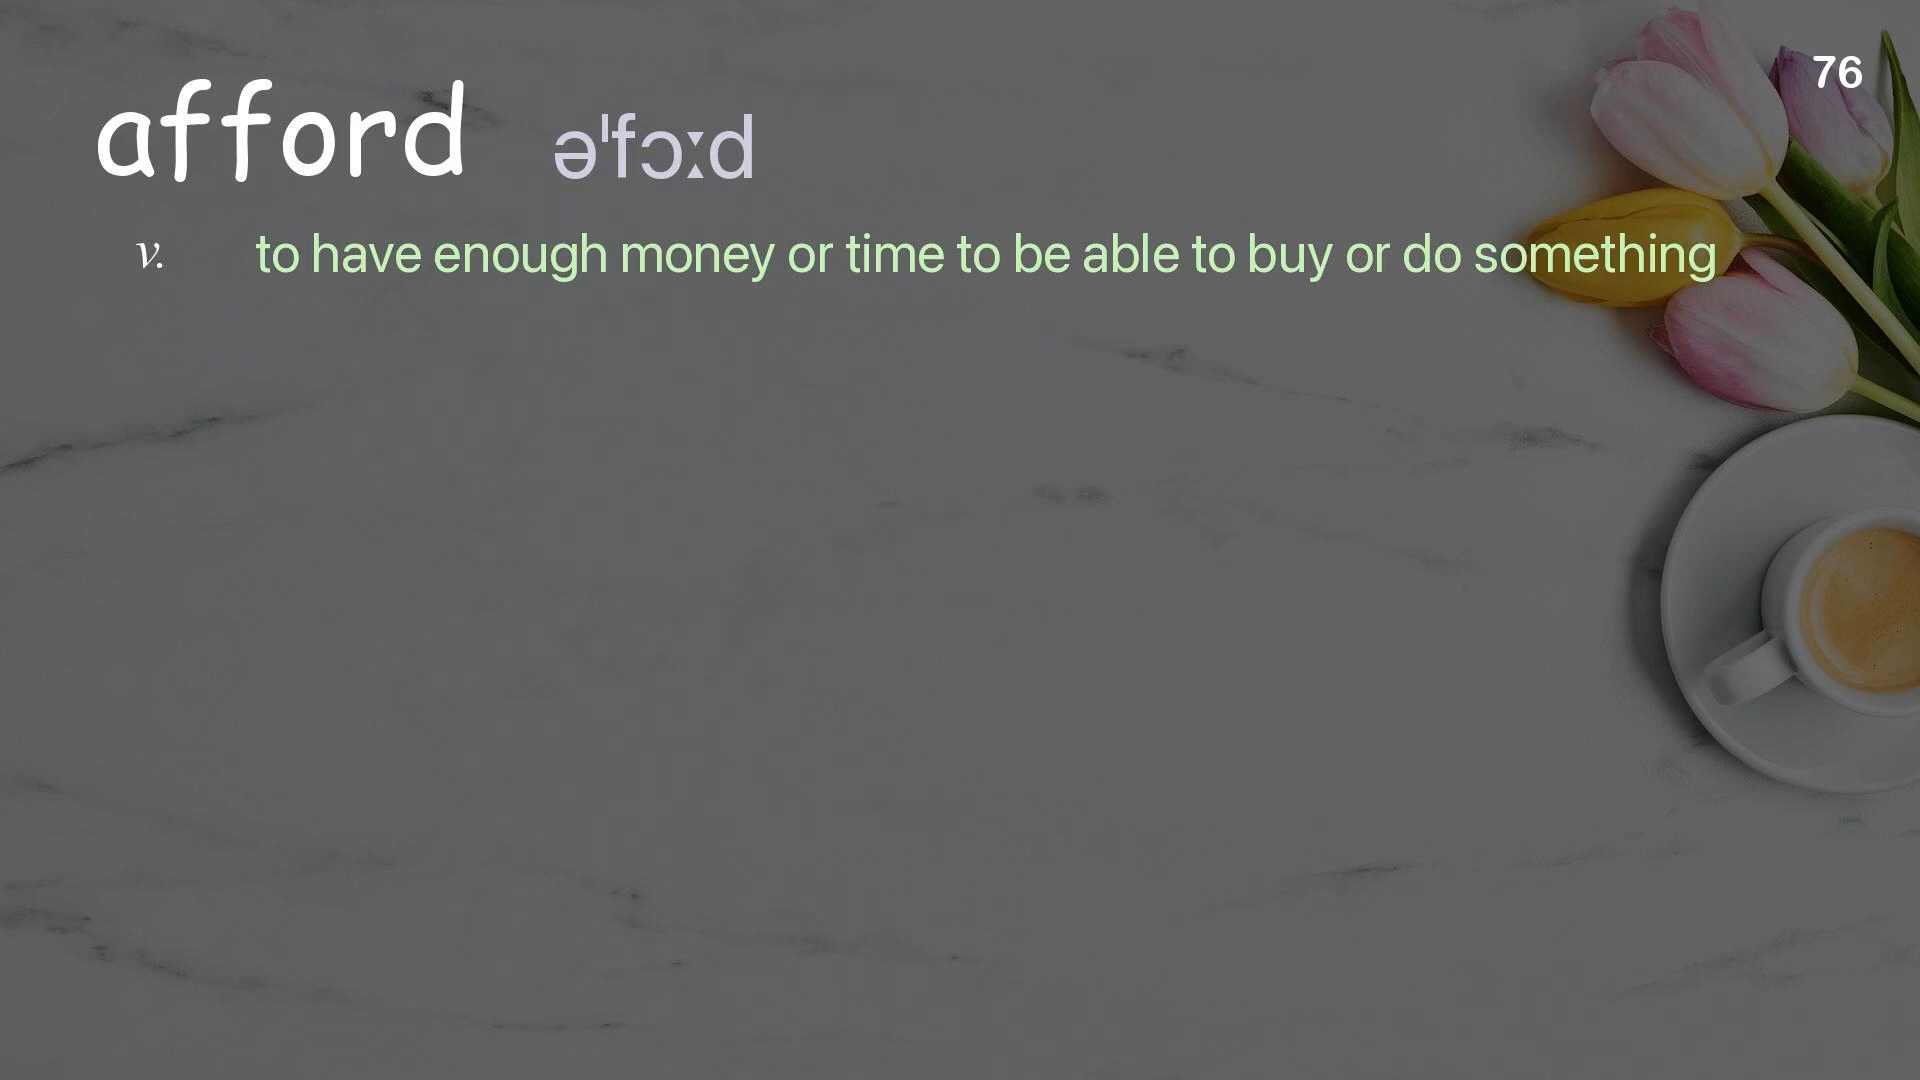 76
afford əˈfɔːd
v. to have enough money or time to be able to buy or do something